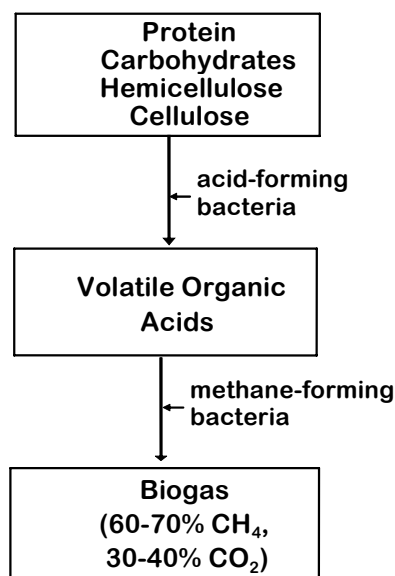 Protein
Carbohydrates
Hemicellulose
Cellulose
acid-forming
bacteria
Volatile Organic
Acids
methane-forming
bacteria
Biogas
(60-70% CH₄,
30-40% CO₂)